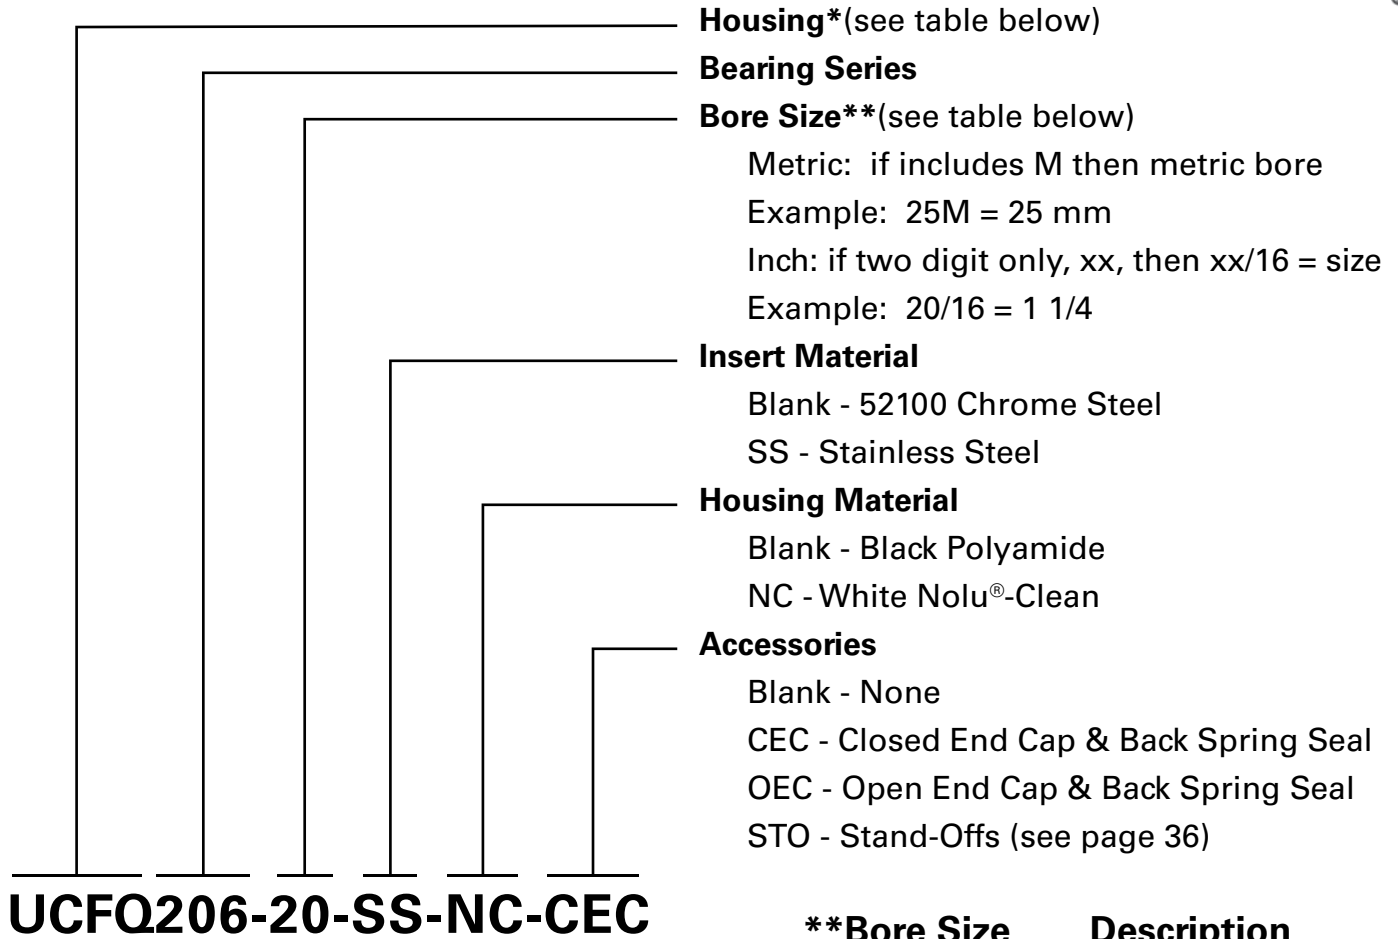 Housing*(see table below)
Bearing Series
Bore Size**(see table below)
Metric: if includes M then metric bore
Example: 25M = 25 mm
Inch: if two digit only, xx, then xx/16 = size
Example: 20/16 = 1 1/4
Insert Material
Blank - 52100 Chrome Steel
SS - Stainless Steel
Housing Material
Blank - Black Polyamide
NC - White Nolu®-Clean
Accessories
Blank - None
CEC - Closed End Cap & Back Spring Seal
OEC - Open End Cap & Back Spring Seal
STO - Stand-Offs (see page 36)
UCFQ206-20-SS-NC-CEC
**Bore Size Description